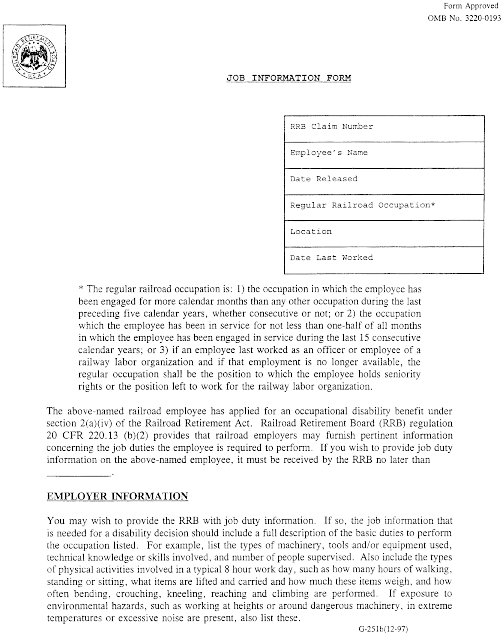 Form Approved
OMB No. 3220-0193
JOB INFORMATION FORM
RRB Claim Number
Employee's Name
Date Released
Regular Railroad Occupation*
Location
Date Last Worked
* The regular railroad occupation is: 1) the occupation in which the employee has
been engaged for more calendar months than any other occupation during the last
preceding five calendar years, whether consecutive or not; or 2) the occupation
which the employee has been in service for not less than one-half of all months
in which the employee has been engaged in service during the last 15 consecutive
calendar years; or 3) if an employee last worked as an officer or employee of a
railway labor organization and if that employment is no longer available, the
regular occupation shall be the position to which the employee holds seniority
rights or the position left to work for the railway labor organization.
The above-named railroad employee has applied for an occupational disability benefit under
section 2(a)(iv) of the Railroad Retirement Act. Railroad Retirement Board (RRB) regulation
20 CFR 220.13 (b)(2) provides that railroad employers may furnish pertinent information
concerning the job duties the employee is required to perform. If you wish to provide job duty
information on the above-named employee, it must be received by the RRB no later than
.
EMPLOYER INFORMATION
You may wish to provide the RRB with job duty information. If so, the job information that
is needed for a disability decision should include a full description of the basic duties to perform
the occupation listed. For example, list the types of machinery, tools and/or equipment used,
technical knowledge or skills involved, and number of people supervised. Also include the types
of physical activities involved in a typical 8 hour work day, such as how many hours of walking,
standing or sitting, what items are lifted and carried and how much these items weigh, and how
often bending, crouching, kneeling, reaching and climbing are performed. If exposure to
environmental hazards, such as working at heights or around dangerous machinery, in extreme
temperatures or excessive noise are present, also list these.
G-251b(12-97)